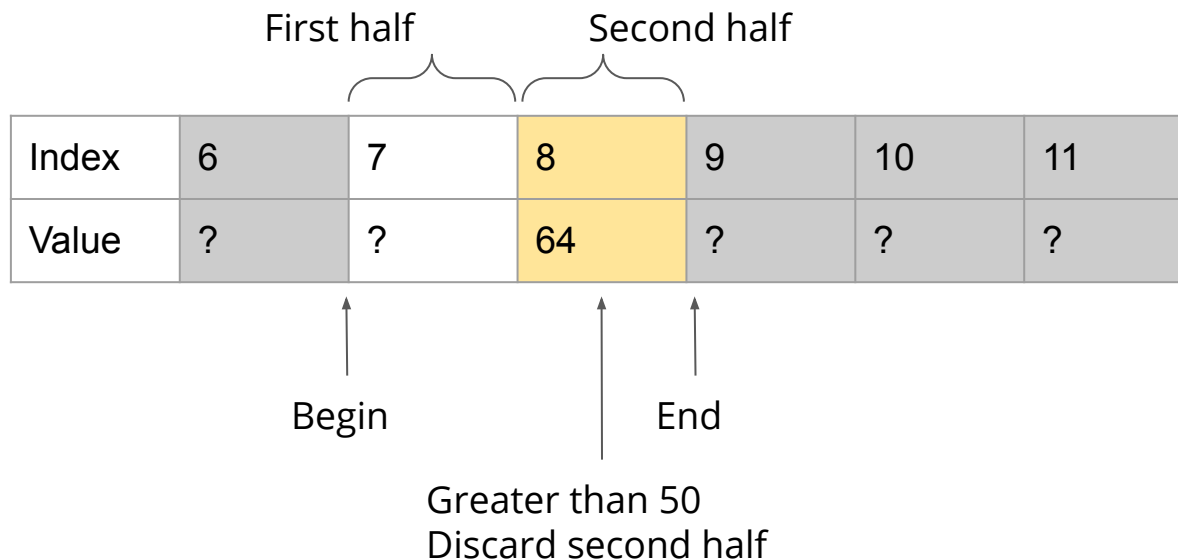 First half Second half
Index 6 7 8 9 10 11
Value ? ? 64 ? ? ?
Begin End
Greater than 50
Discard second half